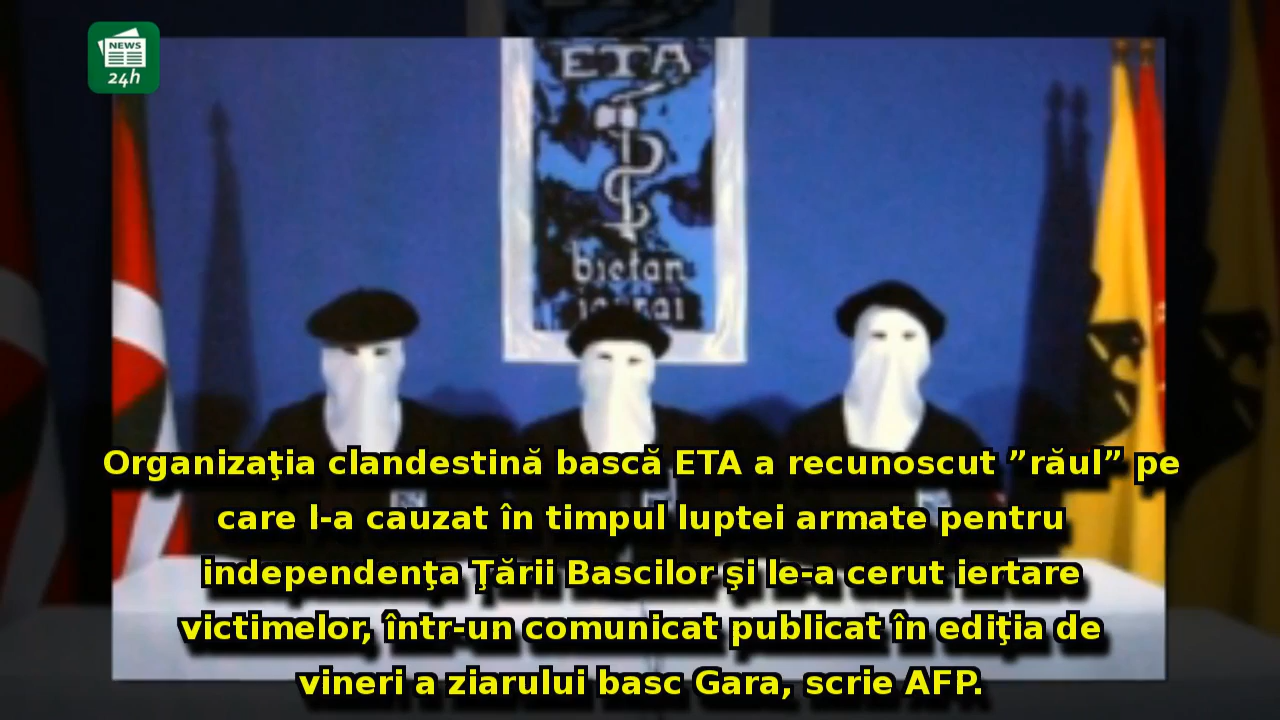 NEWS
24h
ETA
bietan
Organizaţia clandestină bască ETA a recunoscut ”răul” pe
care l-a cauzat în timpul luptei armate pentru
independenţa Ţării Bascilor şi le-a cerut iertare
victimelor, într-un comunicat publicat în ediţia de
vineri a ziarului basc Gara, scrie AFP.